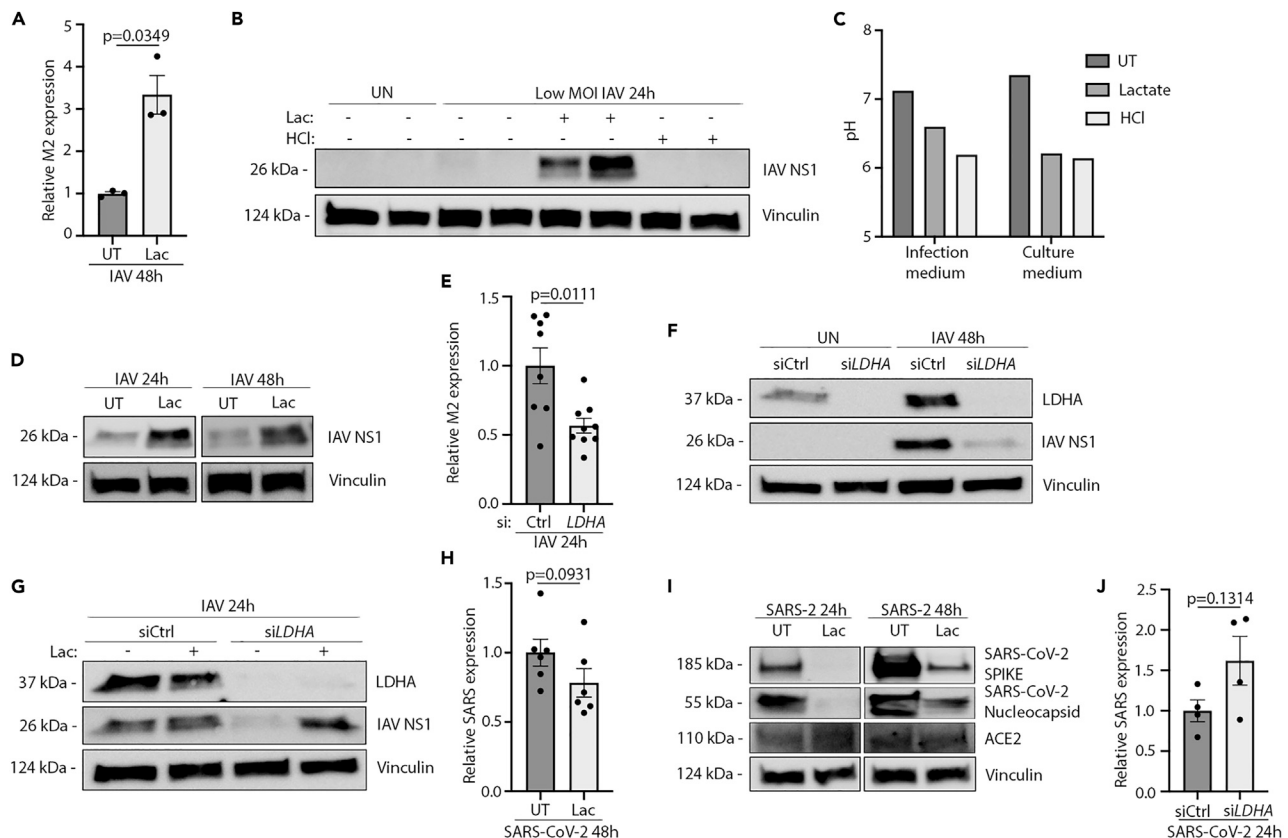 A
Relative M2 expression
5
4
3
2
1
0
p=0.0349
UT Lac
IAV 48h
B
UN Low MOI IAV 24h
Lac: - - - - + + - -
HCl: - - - - - - + +
26 kDa - IAV NS1
124 kDa - Vinculin
C
pH
8
7
6
5
UT
Lactate
HCl
Infection Culture
medium medium
D
IAV 24h IAV 48h
UT Lac UT Lac
26 kDa - IAV NS1
124 kDa - Vinculin
E
Relative M2 expression
1.5
1.0
0.5
0.0
p=0.0111
si: Ctrl LDHA
IAV 24h
F
UN IAV 48h
siCtrl siLDHA siCtrl siLDHA
37 kDa - LDHA
26 kDa - IAV NS1
124 kDa - Vinculin
G
IAV 24h
siCtrl siLDHA
Lac: - + - +
37 kDa - LDHA
26 kDa - IAV NS1
124 kDa - Vinculin
H
Relative SARS expression
1.5
1.0
0.5
0.0
p=0.0931
UT Lac
SARS-CoV-2 48h
I
SARS-2 24h SARS-2 48h
UT Lac UT Lac
185 kDa - SARS-CoV-2
SPIKE
55 kDa - SARS-CoV-2
Nucleocapsid
110 kDa - ACE2
124 kDa - Vinculin
J
Relative SARS expression
2.5
2.0
1.5
1.0
0.5
0.0
p=0.1314
siCtrl siLDHA
SARS-CoV-2 24h